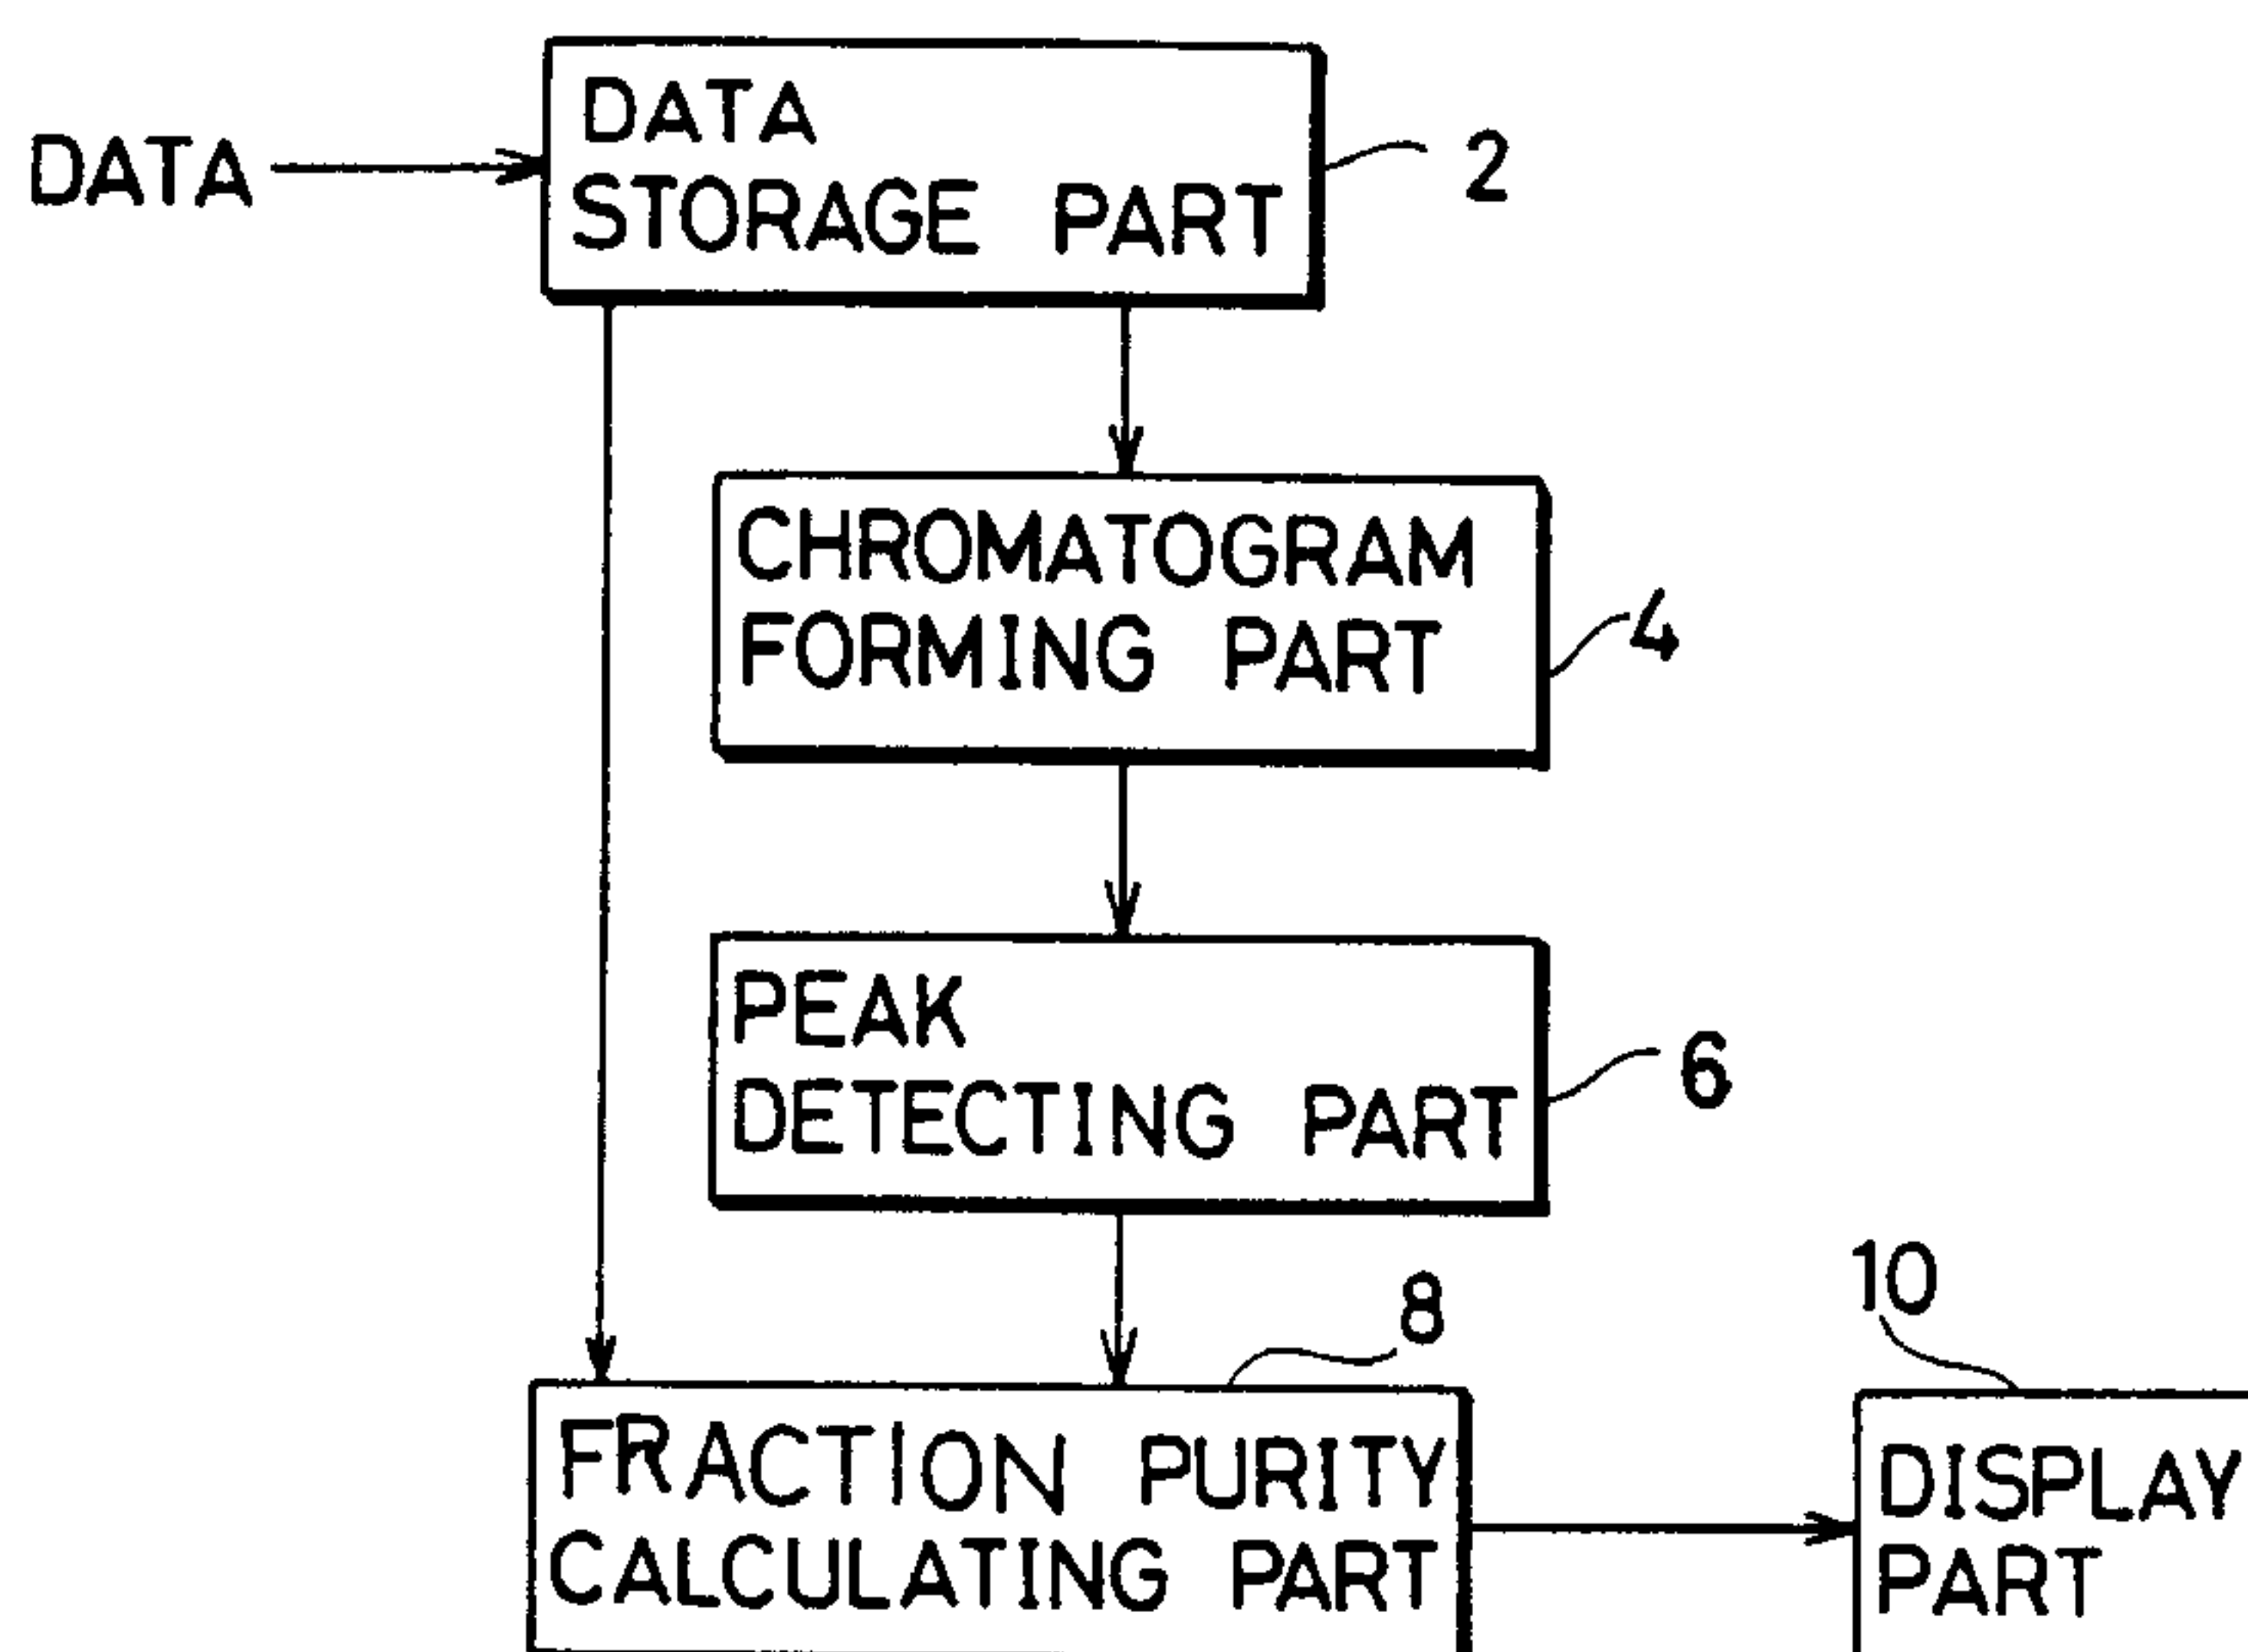 DATA
DATA
STORAGE PART
2
CHROMATOGRAM
FORMING PART
4
PEAK
DETECTING PART
6
8
10
FRACTION PURITY
CALCULATING PART
DISPLAY
PART